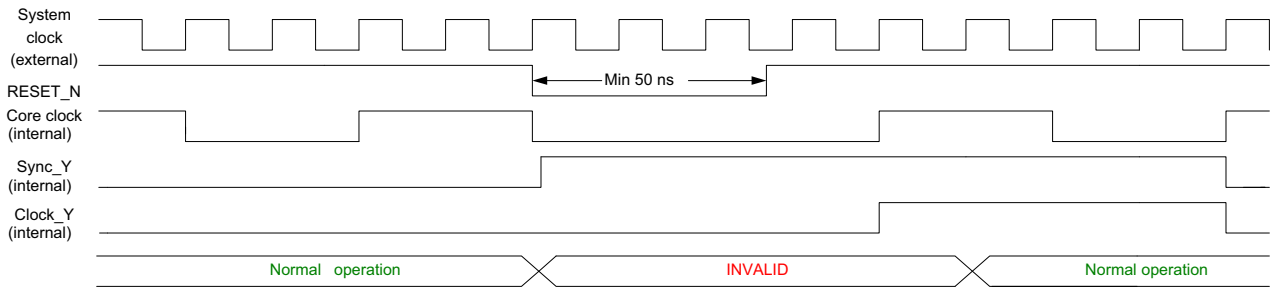 System
clock
(external)
RESET_N
Min 50 ns
Core clock
(internal)
Sync_Y
(internal)
Clock_Y
(internal)
Normal operation
INVALID
Normal operation